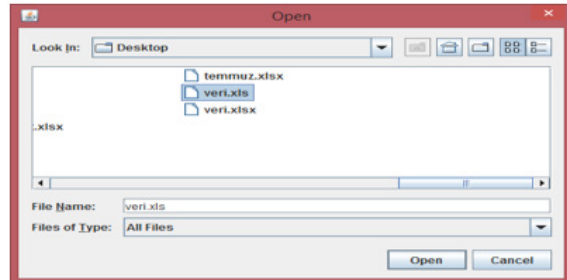 Open
Look In: Desktop
temmuz.xlsx
veri.xls
veri.xlsx
.xlsx
File Name: veri.xls
Files of Type: All Files
Open Cancel